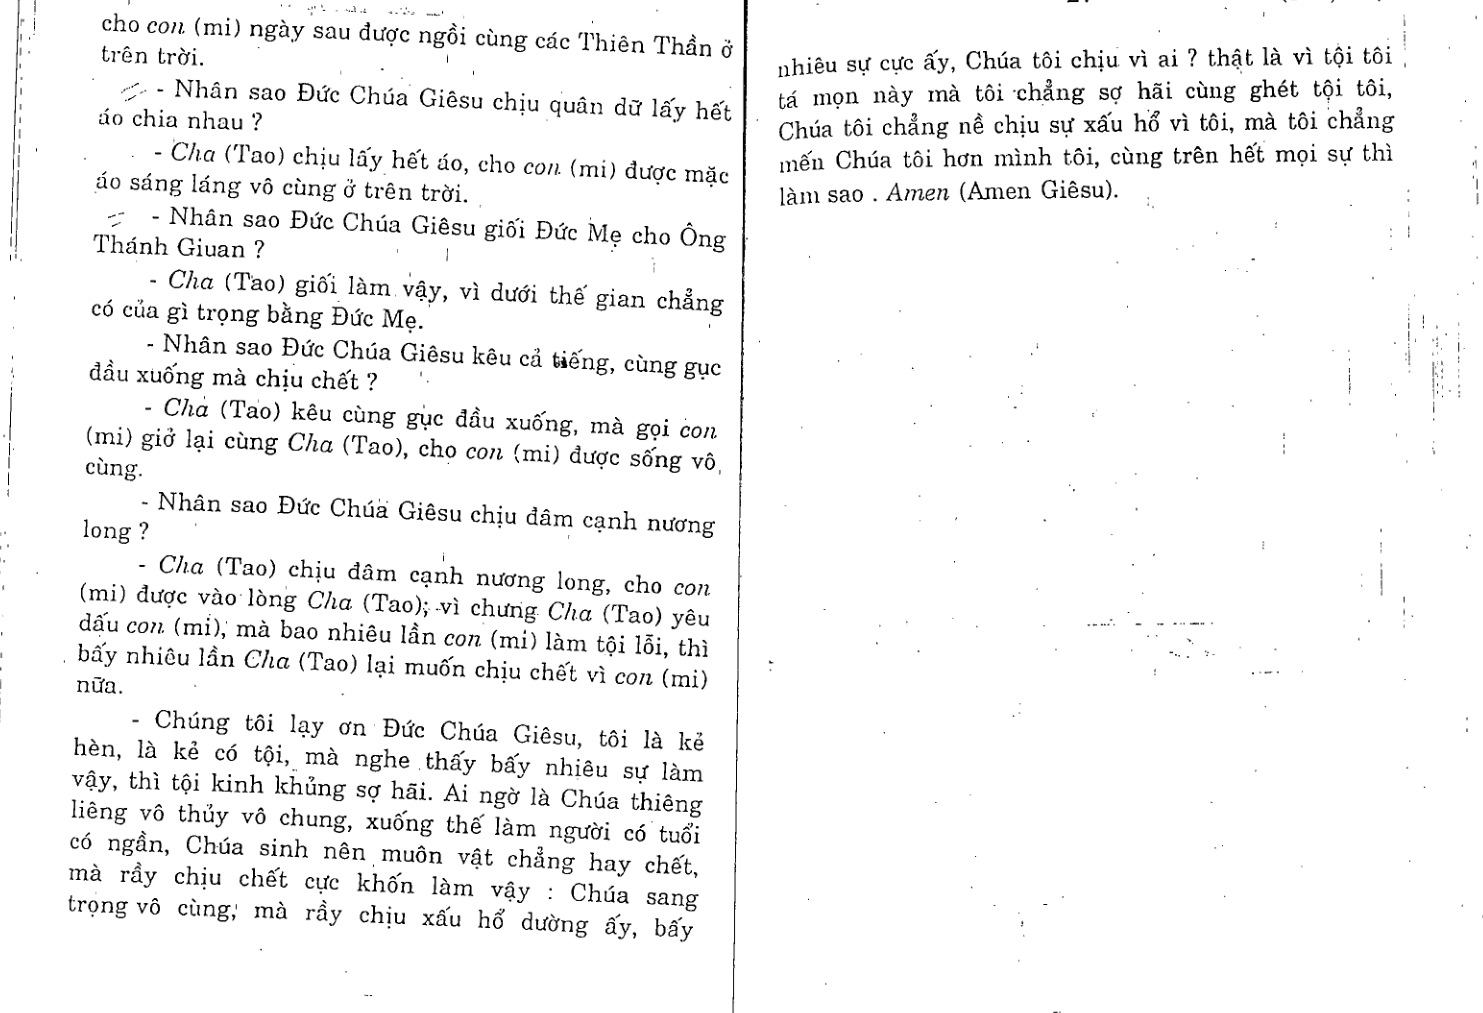 cho con (mi) ngày sau được ngồi cùng các Thiên Thần ở
trên trời.
- Nhân sao Đức Chúa Giêsu chịu quân dữ lấy hết
áo chia nhau ?
- Cha (Tao) chịu lấy hết áo, cho con (mi) được mặc
áo sáng láng vô cùng ở trên trời.
- Nhân sao Đức Chúa Giêsu giối Đức Mẹ cho Ông
Thánh Giuan ?
- Cha (Tao) giối làm vậy, vì dưới thế gian chẳng
có của gì trọng bằng Đức Mẹ.
- Nhân sao Đức Chúa Giêsu kêu cả tiếng, cùng gục
đầu xuống mà chịu chết ?
- Cha (Tao) kêu cùng gục đầu xuống, mà gọi con
(mi) giở lại cùng Cha (Tao), cho con (mi) được sống vô
cùng.
- Nhân sao Đức Chúa Giêsu chịu đâm cạnh nương
long ?
- Cha (Tao) chịu đâm cạnh nương long, cho con
(mi) được vào lòng Cha (Tao); vì chưng Cha (Tao) yêu
dấu con (mi), mà bao nhiêu lần con (mi) làm tội lỗi, thì
bấy nhiêu lần Cha (Tao) lại muốn chịu chết vì con (mi)
nữa.
- Chúng tôi lạy ơn Đức Chúa Giêsu, tôi là kẻ
hèn, là kẻ có tội, mà nghe thấy bấy nhiêu sự làm
vậy, thì tội kinh khủng sợ hãi. Ai ngờ là Chúa thiêng
liêng vô thủy vô chung, xuống thế làm người có tuổi
có ngần, Chúa sinh nên muôn vật chẳng hay chết,
mà rầy chịu chết cực khốn làm vậy : Chúa sang
trọng vô cùng, mà rầy chịu xấu hổ dường ấy, bấy
nhiêu sự cực ấy, Chúa tôi chịu vì ai ? thật là vì tội tôi
tá mọn này mà tôi chẳng sợ hãi cùng ghét tội tôi,
Chúa tôi chẳng nề chịu sự xấu hổ vì tôi, mà tôi chẳng
mến Chúa tôi hơn mình tôi, cùng trên hết mọi sự thì
làm sao . Amen (Amen Giêsu).